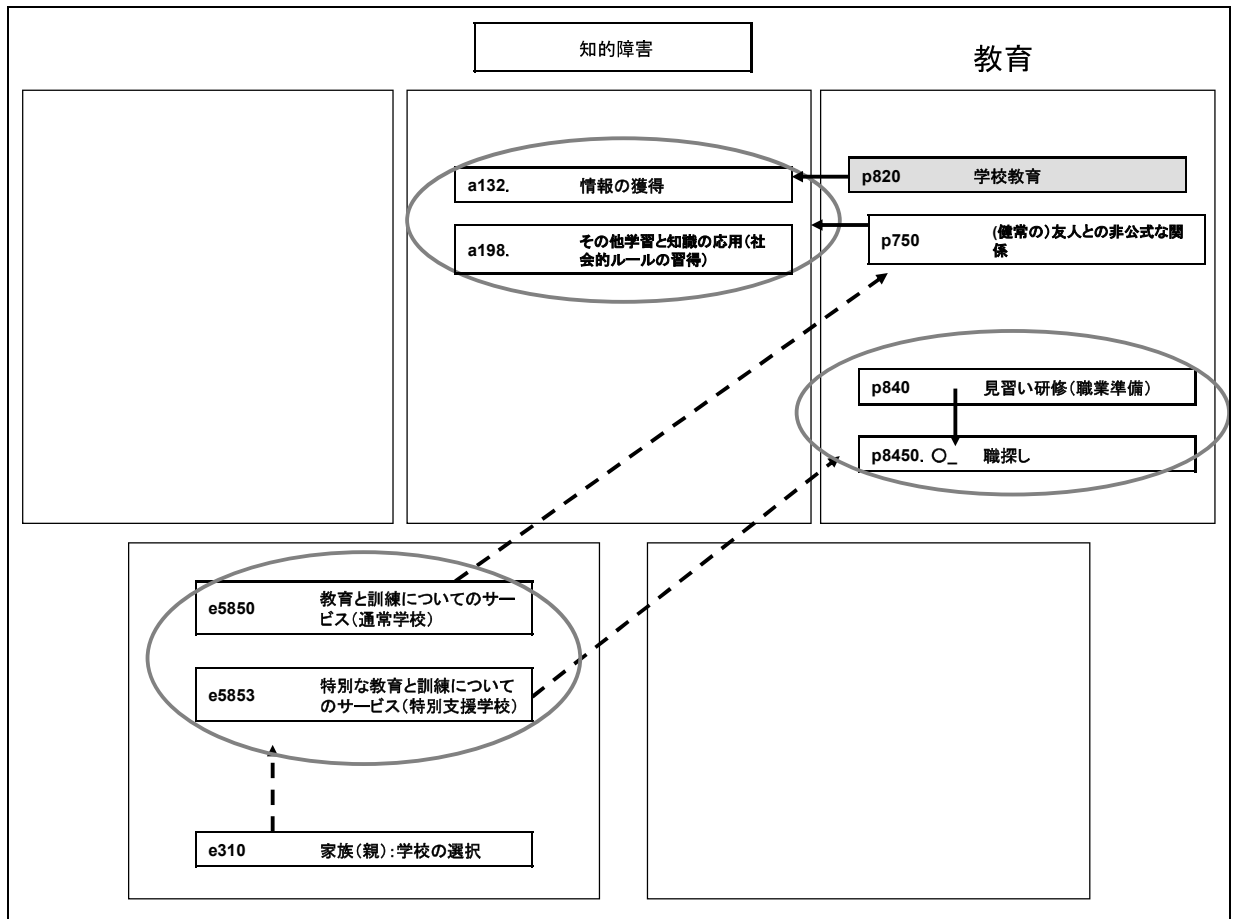 知的障害
教育
a132. 情報の獲得
p820 学校教育
a198. その他学習と知識の応用(社
会的ルールの習得)
p750 (健常の)友人との非公式な関
係
p840 見習い研修(職業準備)
p8450. ○_ 職探し
e5850 教育と訓練についてのサー
ビス(通常学校)
e5853 特別な教育と訓練について
のサービス(特別支援学校)
e310 家族(親):学校の選択